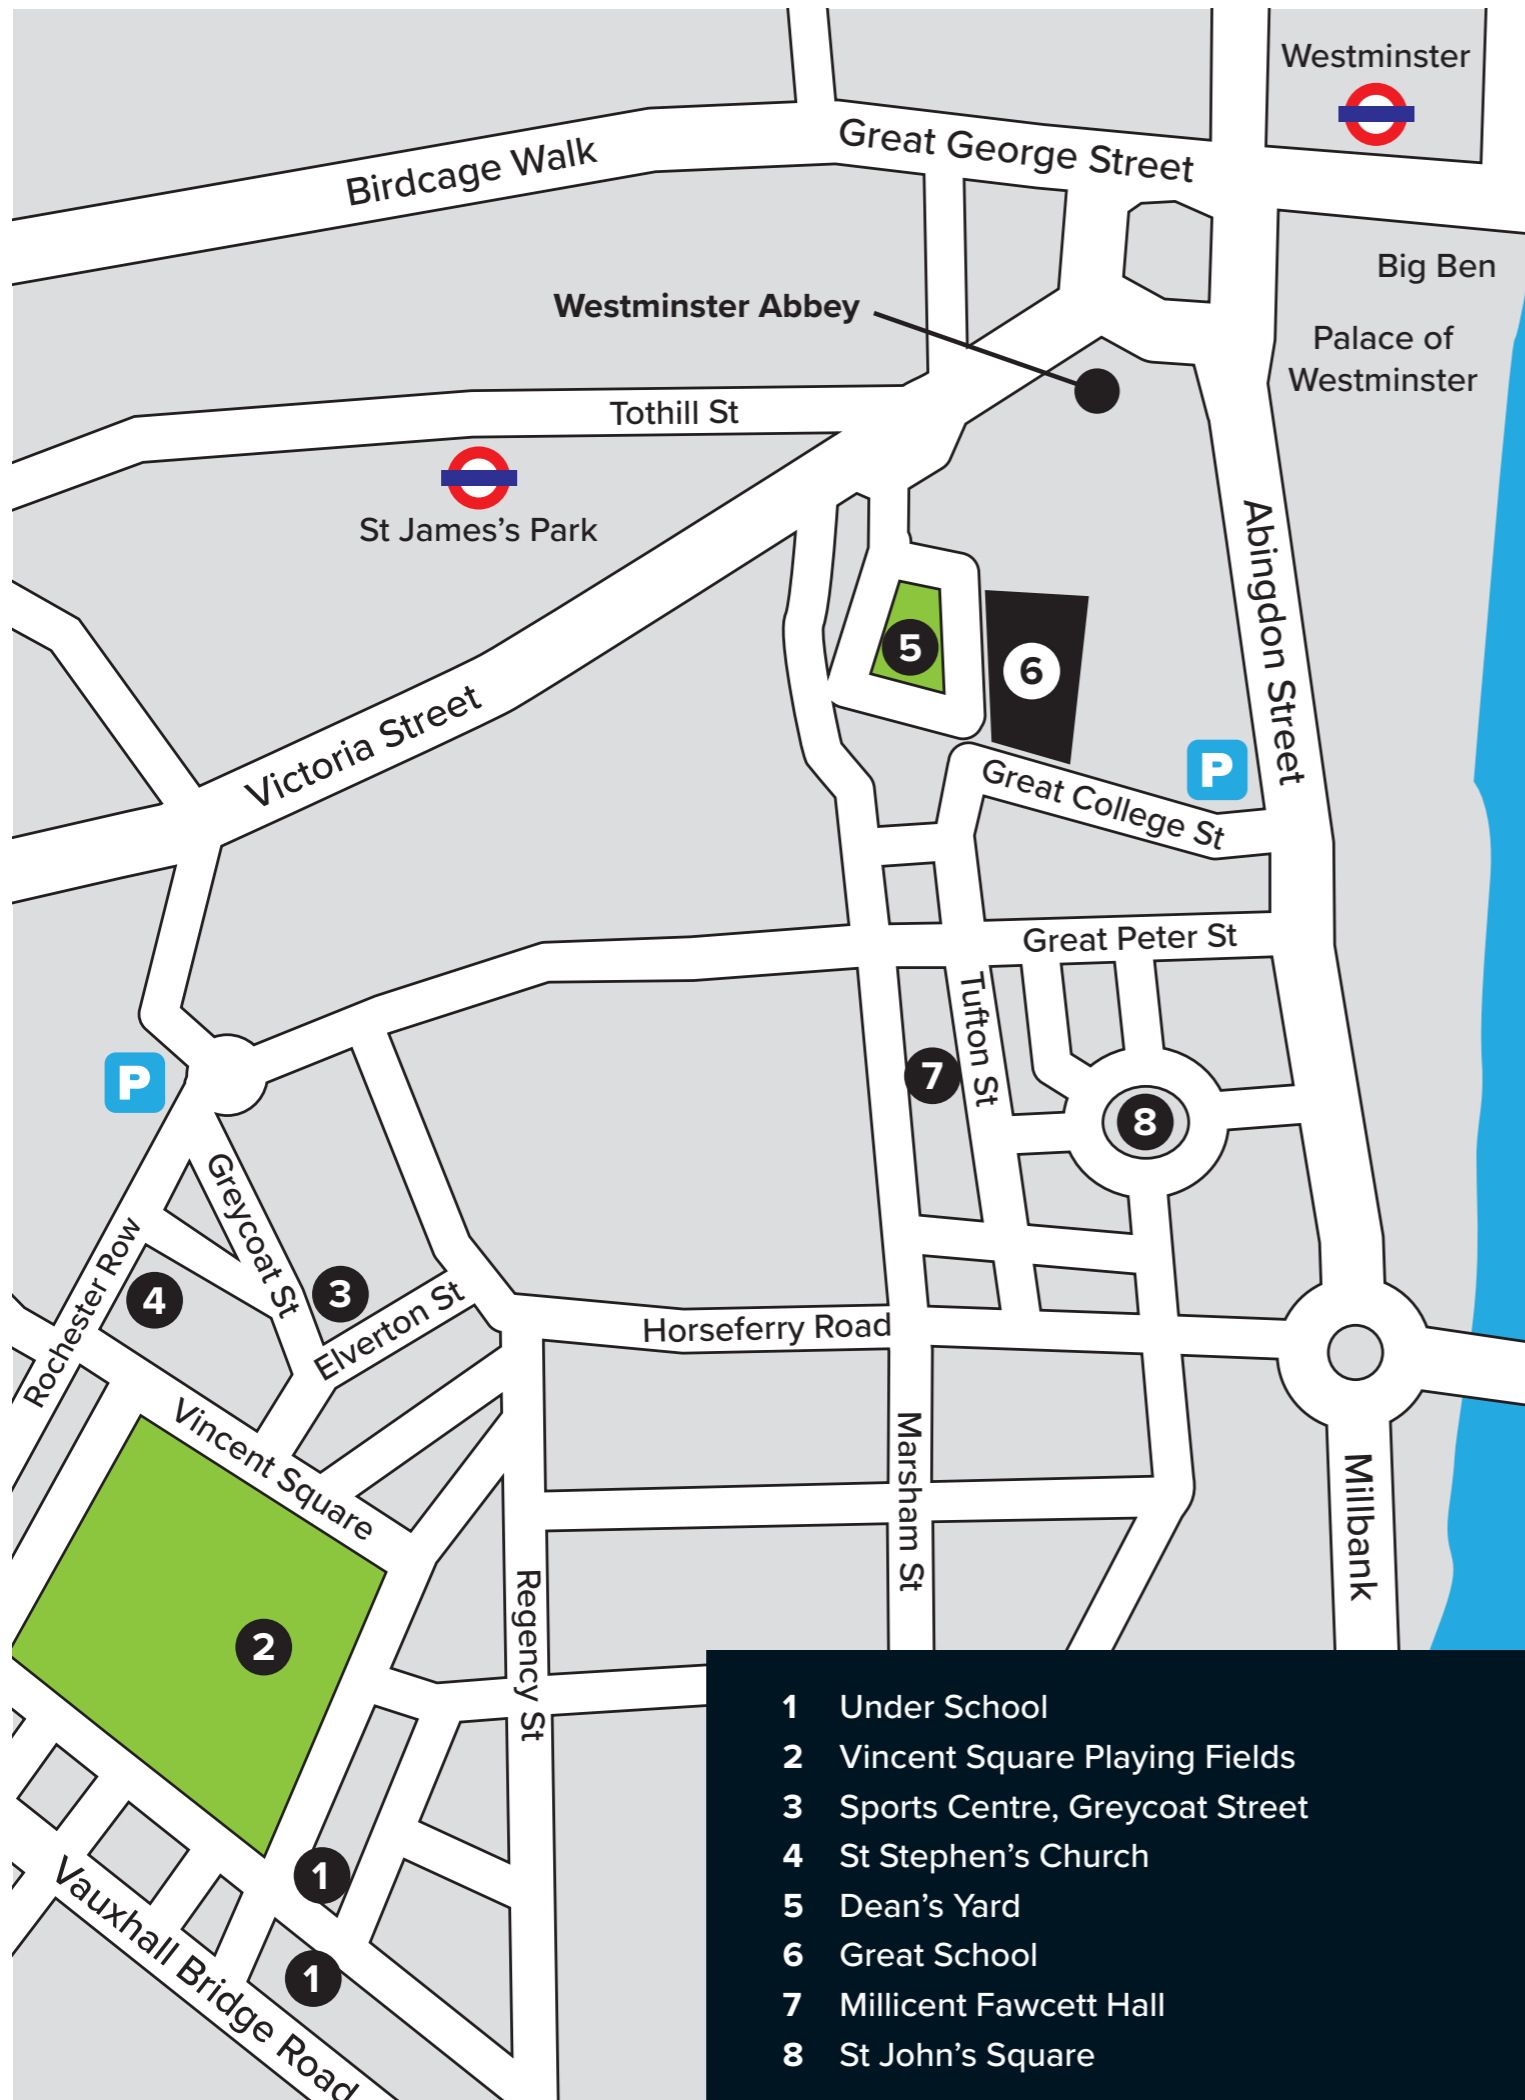 Westminster
Great George Street
Birdcage Walk
Big Ben
Westminster Abbey
Palace of
Westminster
Tothill St
St James’s Park
Abingdon Street
5
6
Victoria Street
P
Great College St
Great Peter St
Tufton St
7
P
8
Greycoat St
Rochester Row
4
3
Elverton St
Horseferry Road
Vincent Square
Marsham St
Millbank
2
Regency St
1
Vauxhall Bridge Road
1
1 Under School
2 Vincent Square Playing Fields
3 Sports Centre, Greycoat Street
4 St Stephen’s Church
5 Dean’s Yard
6 Great School
7 Millicent Fawcett Hall
8 St John’s Square